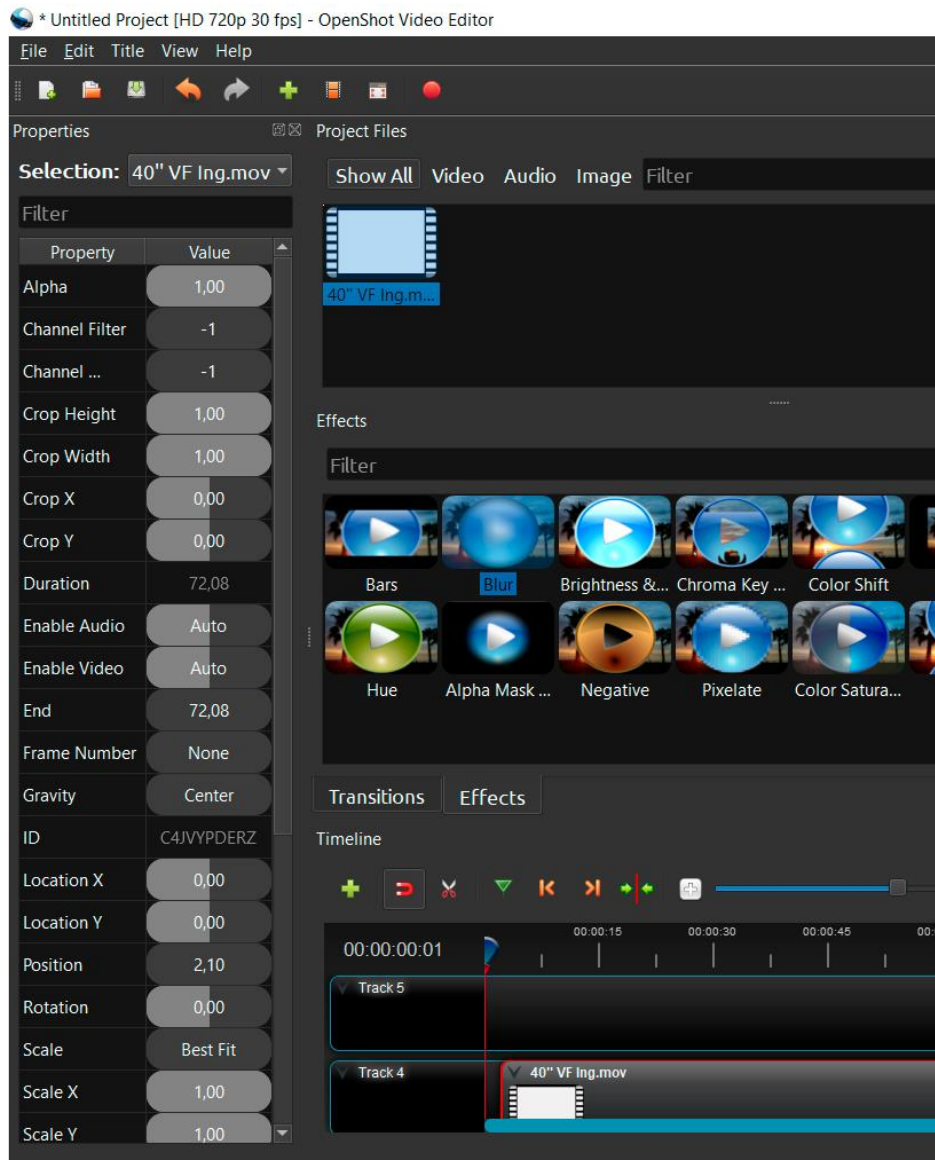 * Untitled Project [HD 720p 30 fps] - OpenShot Video Editor
File Edit Title View Help
Properties
Selection: 40" VF Ing.mov
Filter
Property Value
Alpha 1,00
Channel Filter -1
Channel ... -1
Crop Height 1,00
Crop Width 1,00
Crop X 0,00
Crop Y 0,00
Duration 72,08
Enable Audio Auto
Enable Video Auto
End 72,08
Frame Number None
Gravity Center
ID C4JVYPDERZ
Location X 0,00
Location Y 0,00
Position 2,10
Rotation 0,00
Scale Best Fit
Scale X 1,00
Scale Y 1,00
Project Files
Show All Video Audio Image Filter
40" VF Ing.m...
Effects
Filter
Bars Blur Brightness &... Chroma Key ... Color Shift
Hue Alpha Mask ... Negative Pixelate Color Satura...
Transitions Effects
Timeline
00:00:00:01 00:00:15 00:00:30 00:00:45 00:
Track 5
Track 4 40" VF Ing.mov